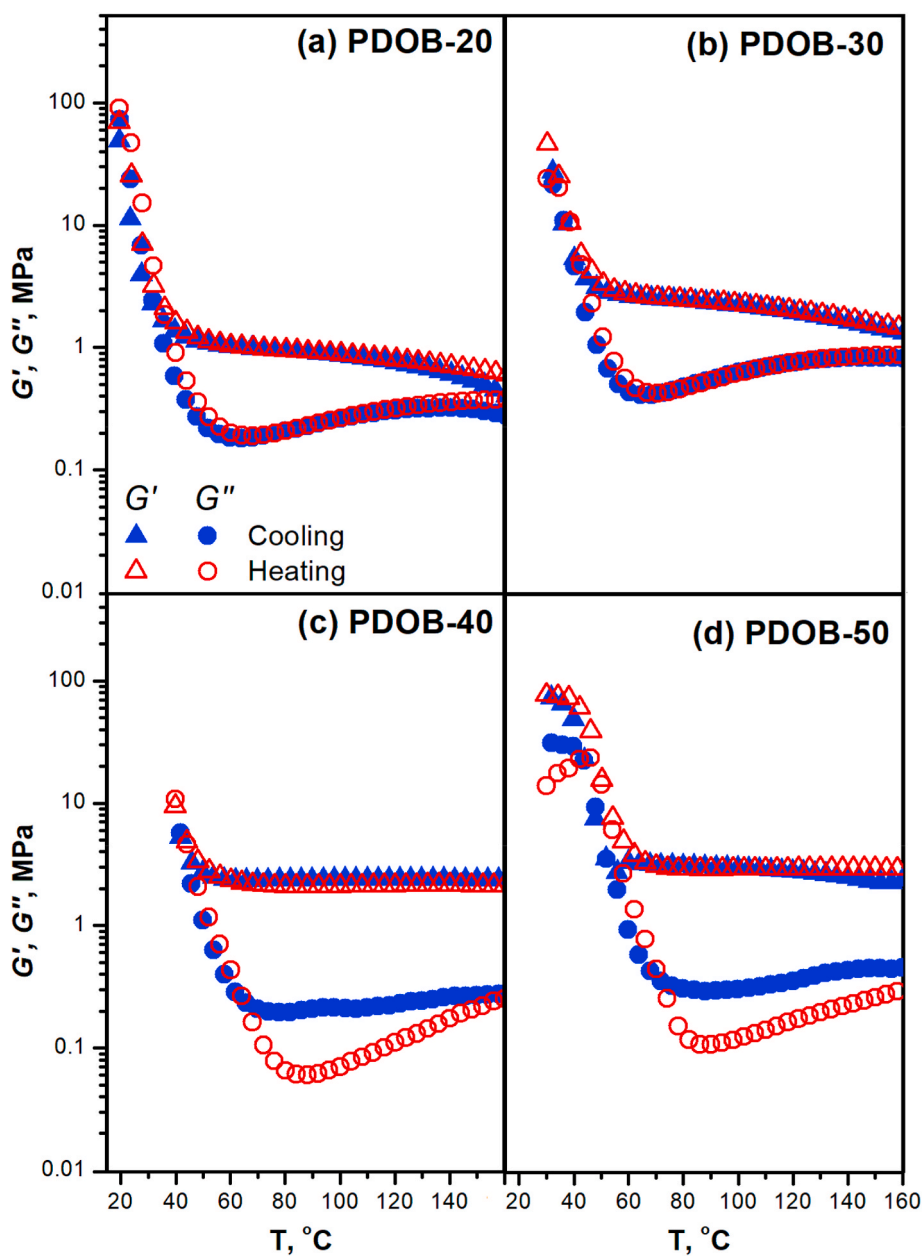 (a) PDOB-20
(b) PDOB-30
100
10
1
0.1
0.01
G', G'', MPa
G' G''
Cooling
Heating
(c) PDOB-40
(d) PDOB-50
100
10
1
0.1
0.01
G', G'', MPa
20 40 60 80 100 120 140
20 40 60 80 100 120 140 160
T, °C
T, °C